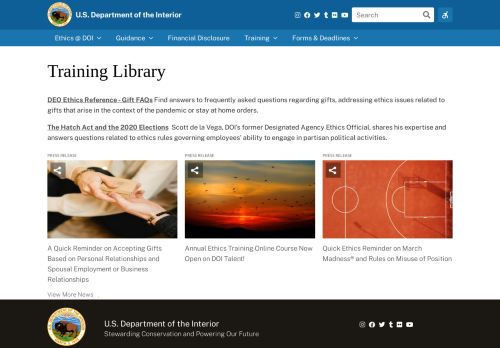 U.S. Department of the Interior
Search
Ethics @ DOI
Guidance
Financial Disclosure
Training
Forms & Deadlines
Training Library
DEO Ethics Reference - Gift FAQs Find answers to frequently asked questions regarding gifts, addressing ethics issues related to
gifts that arise in the context of the pandemic or stay at home orders.
The Hatch Act and the 2020 Elections Scott de la Vega, DOI's former Designated Agency Ethics Official, shares his expertise and
answers questions related to ethics rules governing employees' ability to engage in partisan political activities.
PRESS RELEASE
A Quick Reminder on Accepting Gifts
Based on Personal Relationships and
Spousal Employment or Business
Relationships
PRESS RELEASE
Annual Ethics Training Online Course Now
Open on DOI Talent!
PRESS RELEASE
Quick Ethics Reminder on March
Madness® and Rules on Misuse of Position
View More News
U.S. Department of the Interior
Stewarding Conservation and Powering Our Future